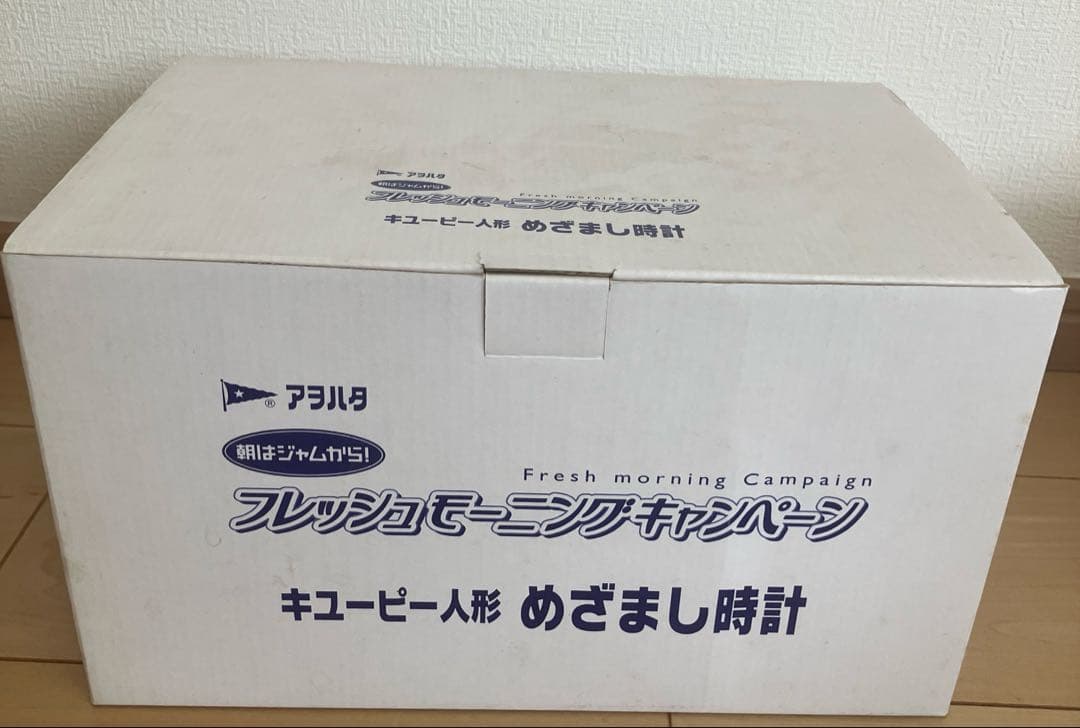 アヲハタ
朝はジャムから!
Fresh morning Campaign
フレッシュモーニングキャンペーン
キユーピー人形 めざまし時計
® アヲハタ
朝はジャムから!
Fresh morning Campaign
フレッシュモーニングキャンペーン
キユーピー人形 めざまし時計